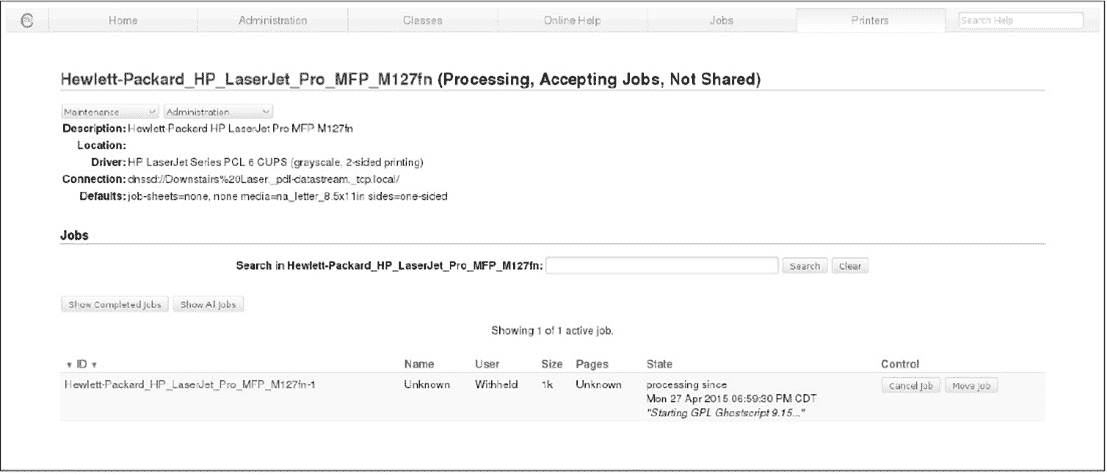 Home Administration Classes Online Help Jobs Printers Search Help
Hewlett-Packard_HP_LaserJet_Pro_MFP_M127fn (Processing, Accepting Jobs, Not Shared)
Maintenance Administration
Description: Hewlett-Packard HP LaserJet Pro MFP M127fn
Location:
Driver: HP LaserJet Series PCL 6 CUPS (grayscale, 2-sided printing)
Connection: dnssd://Downstairs%20Laser._pdl-datastream._tcp.local/
Defaults: job-sheets=none, none media=na_letter_8.5x11in sides=one-sided
Jobs
Search in Hewlett-Packard_HP_LaserJet_Pro_MFP_M127fn: Search Clear
Show Completed Jobs Show All Jobs
Showing 1 of 1 active job.
▼ ID ▼ Name User Size Pages State Control
Hewlett-Packard_HP_LaserJet_Pro_MFP_M127fn-1 Unknown Withheld 1k Unknown processing since Cancel Job Move Job
Mon 27 Apr 2015 06:59:30 PM CDT
"Starting GPL Ghostscript 9.15..."